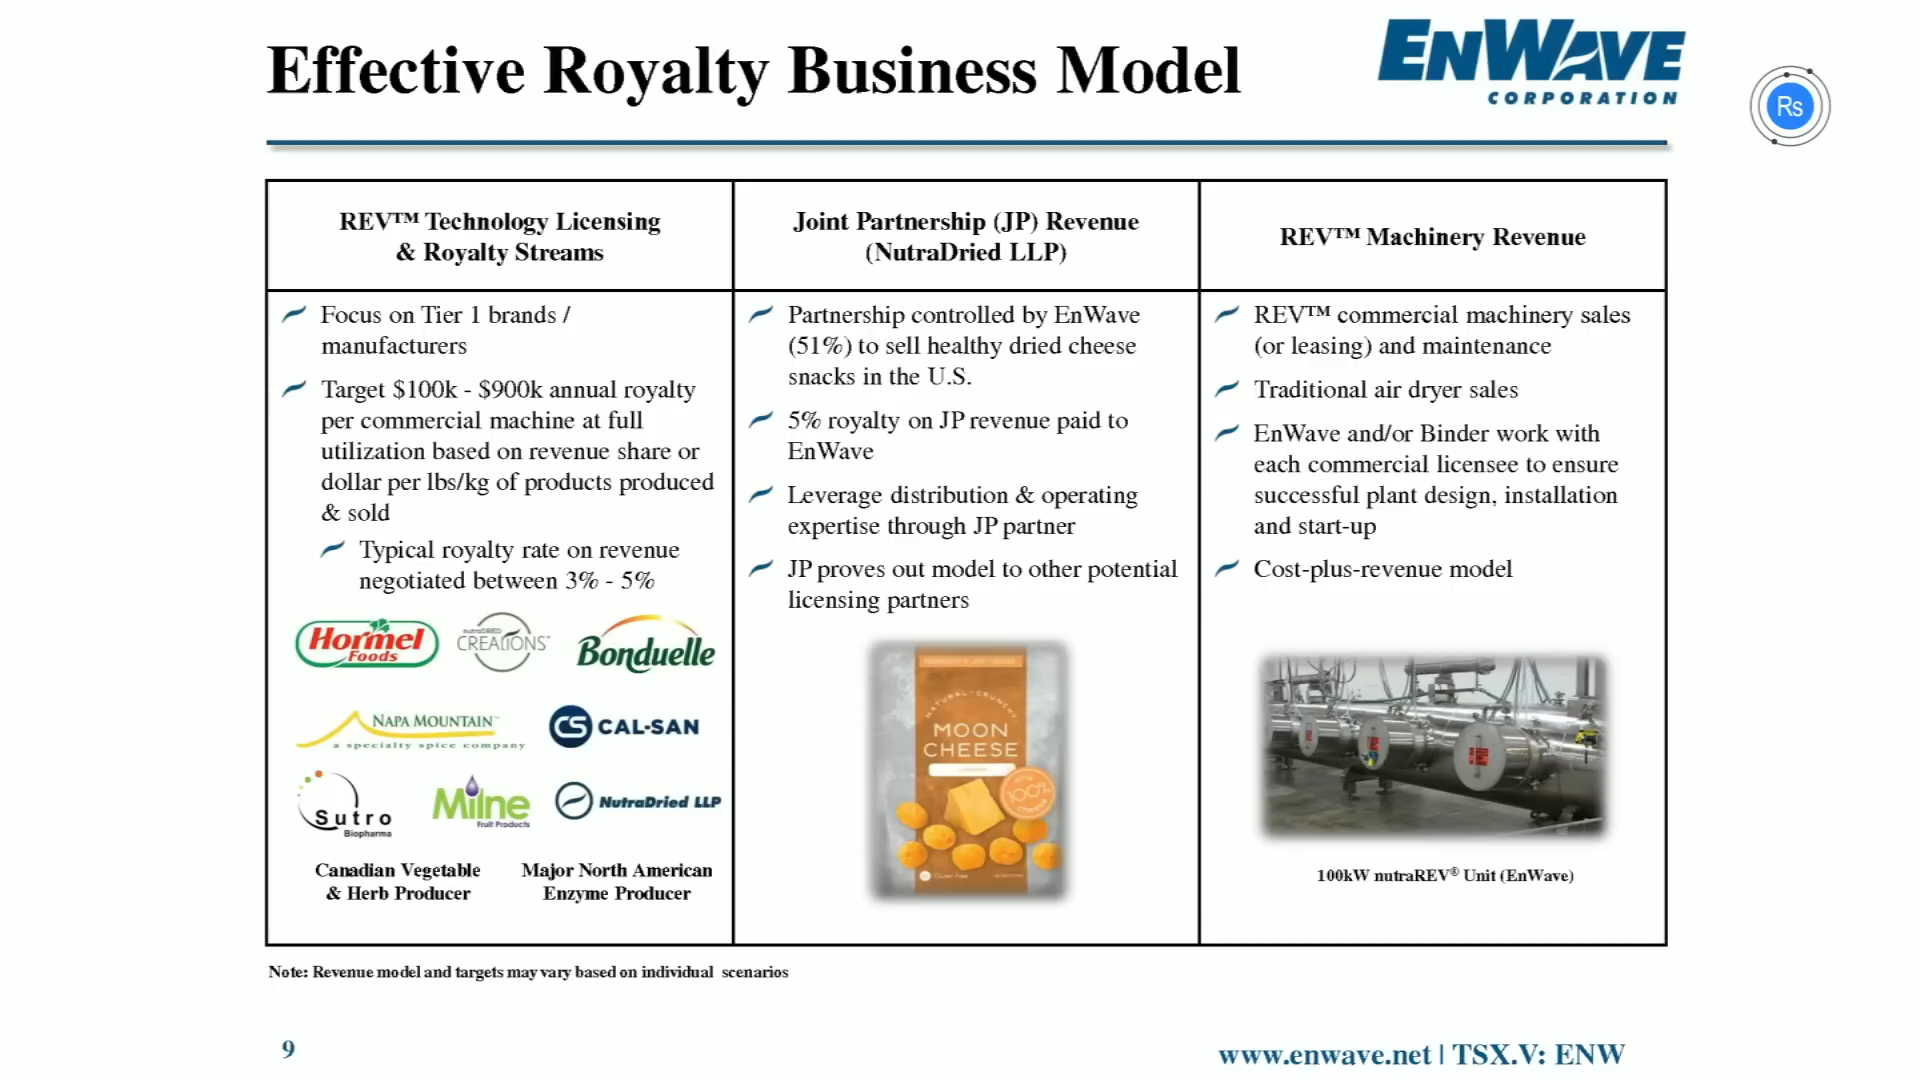 Effective Royalty Business Model
ENWAVE
CORPORATION
Rs
REV™ Technology Licensing
& Royalty Streams
Focus on Tier 1 brands /
manufacturers
Target $100k - $900k annual royalty
per commercial machine at full
utilization based on revenue share or
dollar per lbs/kg of products produced
& sold
Typical royalty rate on revenue
negotiated between 3% - 5%
Hormel
Foods
nutraDRIED
CREATIONS
Bonduelle
NAPA MOUNTAIN™
a specialty spice company
CS CAL-SAN
Sutro
Biopharma
Milne
Fruit Products
NutraDried LLP
Canadian Vegetable
& Herb Producer
Major North American
Enzyme Producer
Joint Partnership (JP) Revenue
(NutraDried LLP)
Partnership controlled by EnWave
(51%) to sell healthy dried cheese
snacks in the U.S.
5% royalty on JP revenue paid to
EnWave
Leverage distribution & operating
expertise through JP partner
JP proves out model to other potential
licensing partners
NATURAL • CRUNCHY
MOON
CHEESE
100%
CHEESE
Gluten Free
REV™ Machinery Revenue
REV™ commercial machinery sales
(or leasing) and maintenance
Traditional air dryer sales
EnWave and/or Binder work with
each commercial licensee to ensure
successful plant design, installation
and start-up
Cost-plus-revenue model
100kW nutraREV® Unit (EnWave)
Note: Revenue model and targets may vary based on individual scenarios
9
www.enwave.net | TSX.V: ENW